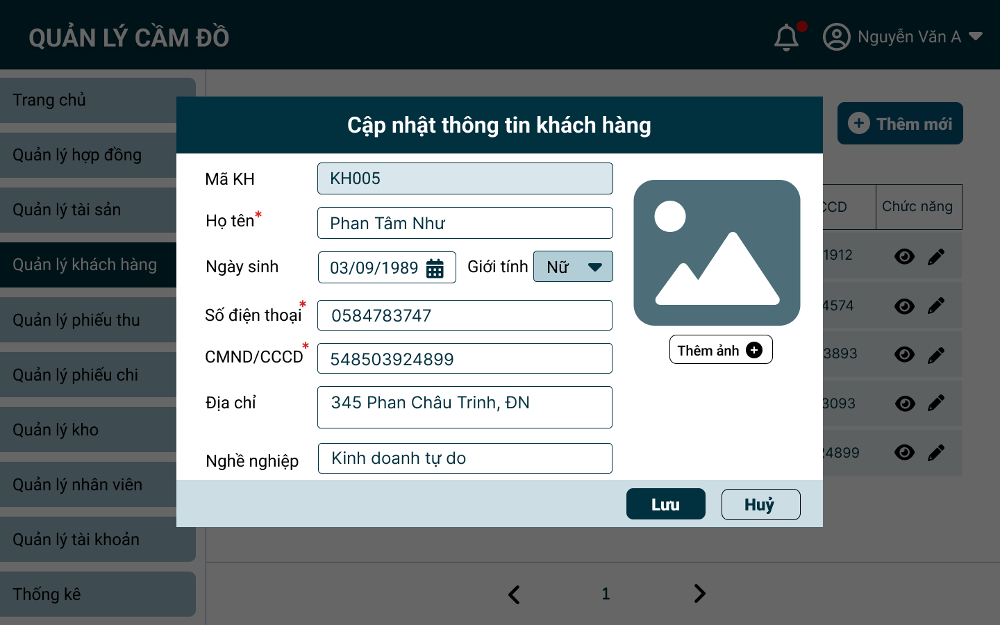 QUẢN LÝ CẦM ĐỒ
Nguyễn Văn A
Trang chủ
Quản lý hợp đồng
Quản lý tài sản
Quản lý khách hàng
Quản lý phiếu thu
Quản lý phiếu chi
Quản lý kho
Quản lý nhân viên
Quản lý tài khoản
Thống kê
Thêm mới
Cập nhật thông tin khách hàng
Mã KH KH005
Họ tên* Phan Tâm Như
Ngày sinh 03/09/1989 Giới tính Nữ
Số điện thoại* 0584783747
CMND/CCCD* 548503924899
Địa chỉ 345 Phan Châu Trinh, ĐN
Nghề nghiệp Kinh doanh tự do
Thêm ảnh
Lưu Huỷ
CCD Chức năng
1912
4574
3893
3093
24899
1